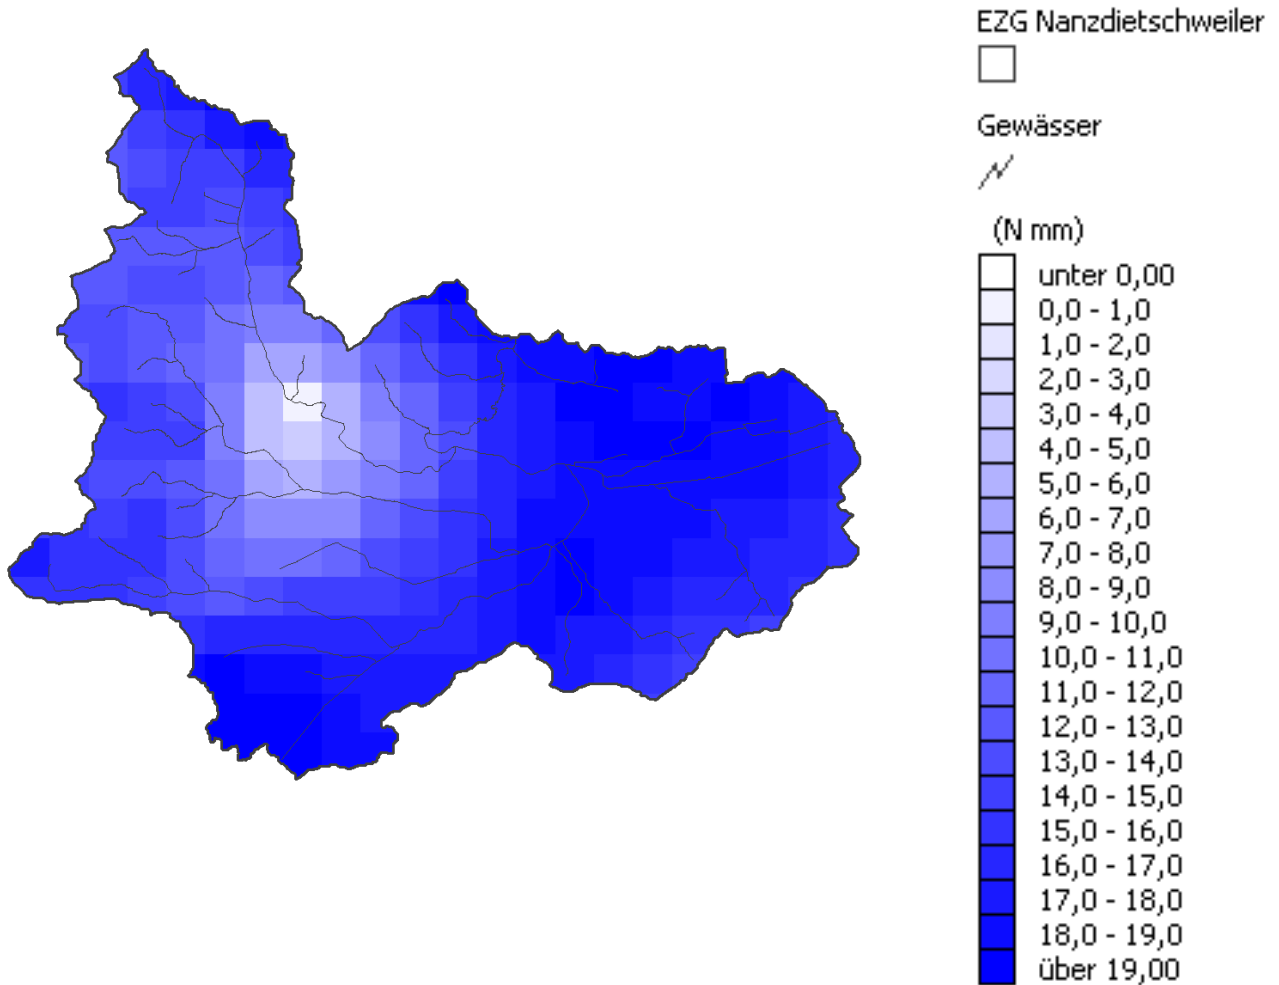 EZG Nanzdietschweiler
Gewässer
(N mm)
unter 0,00
0,0 - 1,0
1,0 - 2,0
2,0 - 3,0
3,0 - 4,0
4,0 - 5,0
5,0 - 6,0
6,0 - 7,0
7,0 - 8,0
8,0 - 9,0
9,0 - 10,0
10,0 - 11,0
11,0 - 12,0
12,0 - 13,0
13,0 - 14,0
14,0 - 15,0
15,0 - 16,0
16,0 - 17,0
17,0 - 18,0
18,0 - 19,0
über 19,00